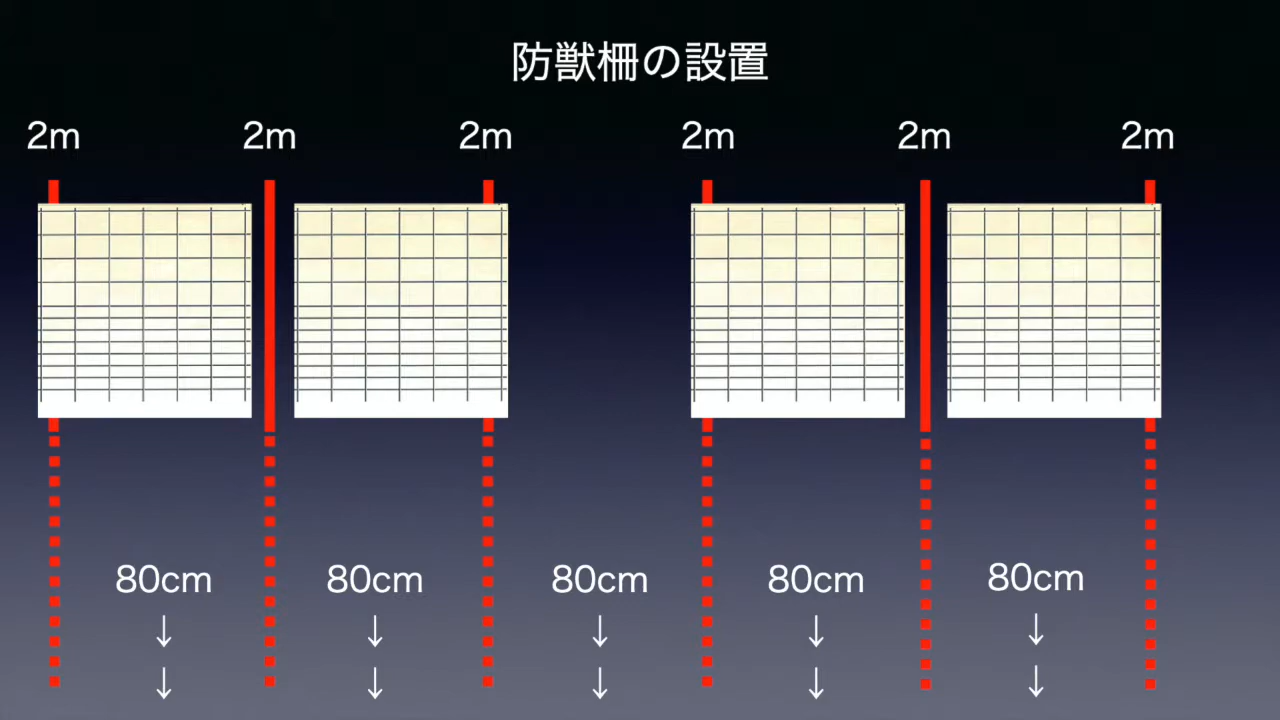 防獣柵の設置
2m 2m 2m 2m 2m 2m
80cm 80cm 80cm 80cm 80cm
↓ ↓ ↓ ↓ ↓
↓ ↓ ↓ ↓ ↓